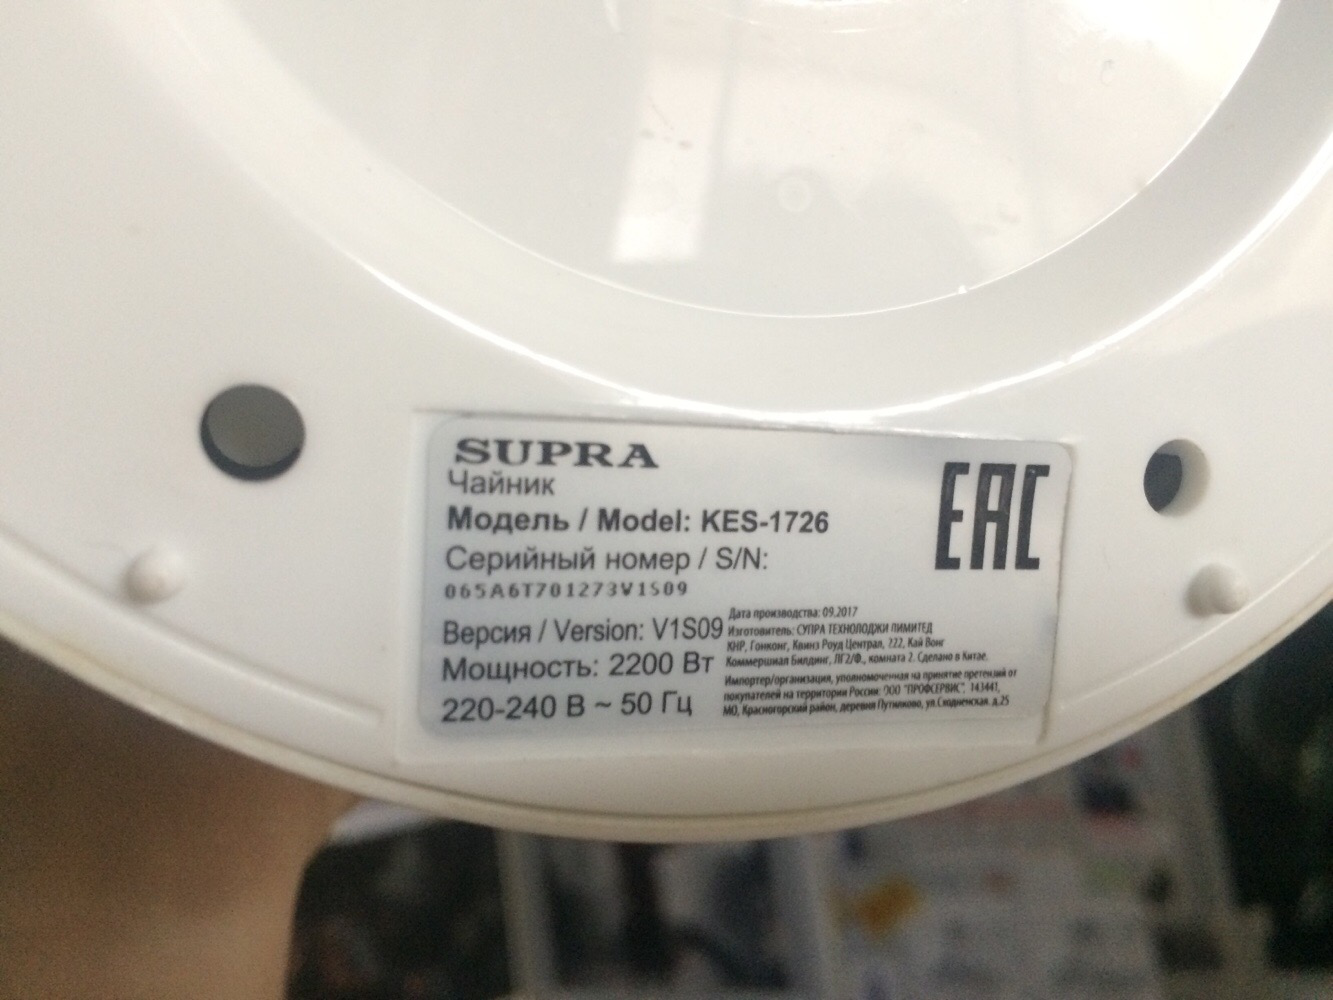 SUPRA
Чайник
Модель / Model: KES-1726
Серийный номер / S/N:
065A6T701273V1S09
Версия / Version: V1S09
Мощность: 2200 Вт
220-240 В ~ 50 Гц
EAC
Дата производства: 09.2017
Изготовитель: СУПРА ТЕХНОЛОДЖИ ЛИМИТЕД
КНР, Гонконг, Квинз Роуд Централ, 222, Кай Вонг
Коммершиал Билдинг, ЛГ2/Ф., комната 2. Сделано в Китае.
Импортер/организация, уполномоченная на принятие претензий от
покупателей на территории России: ООО "ПРОФСЕРВИС", 143441,
МО, Красногорский район, деревня Путилково, ул.Сходненская, д.25